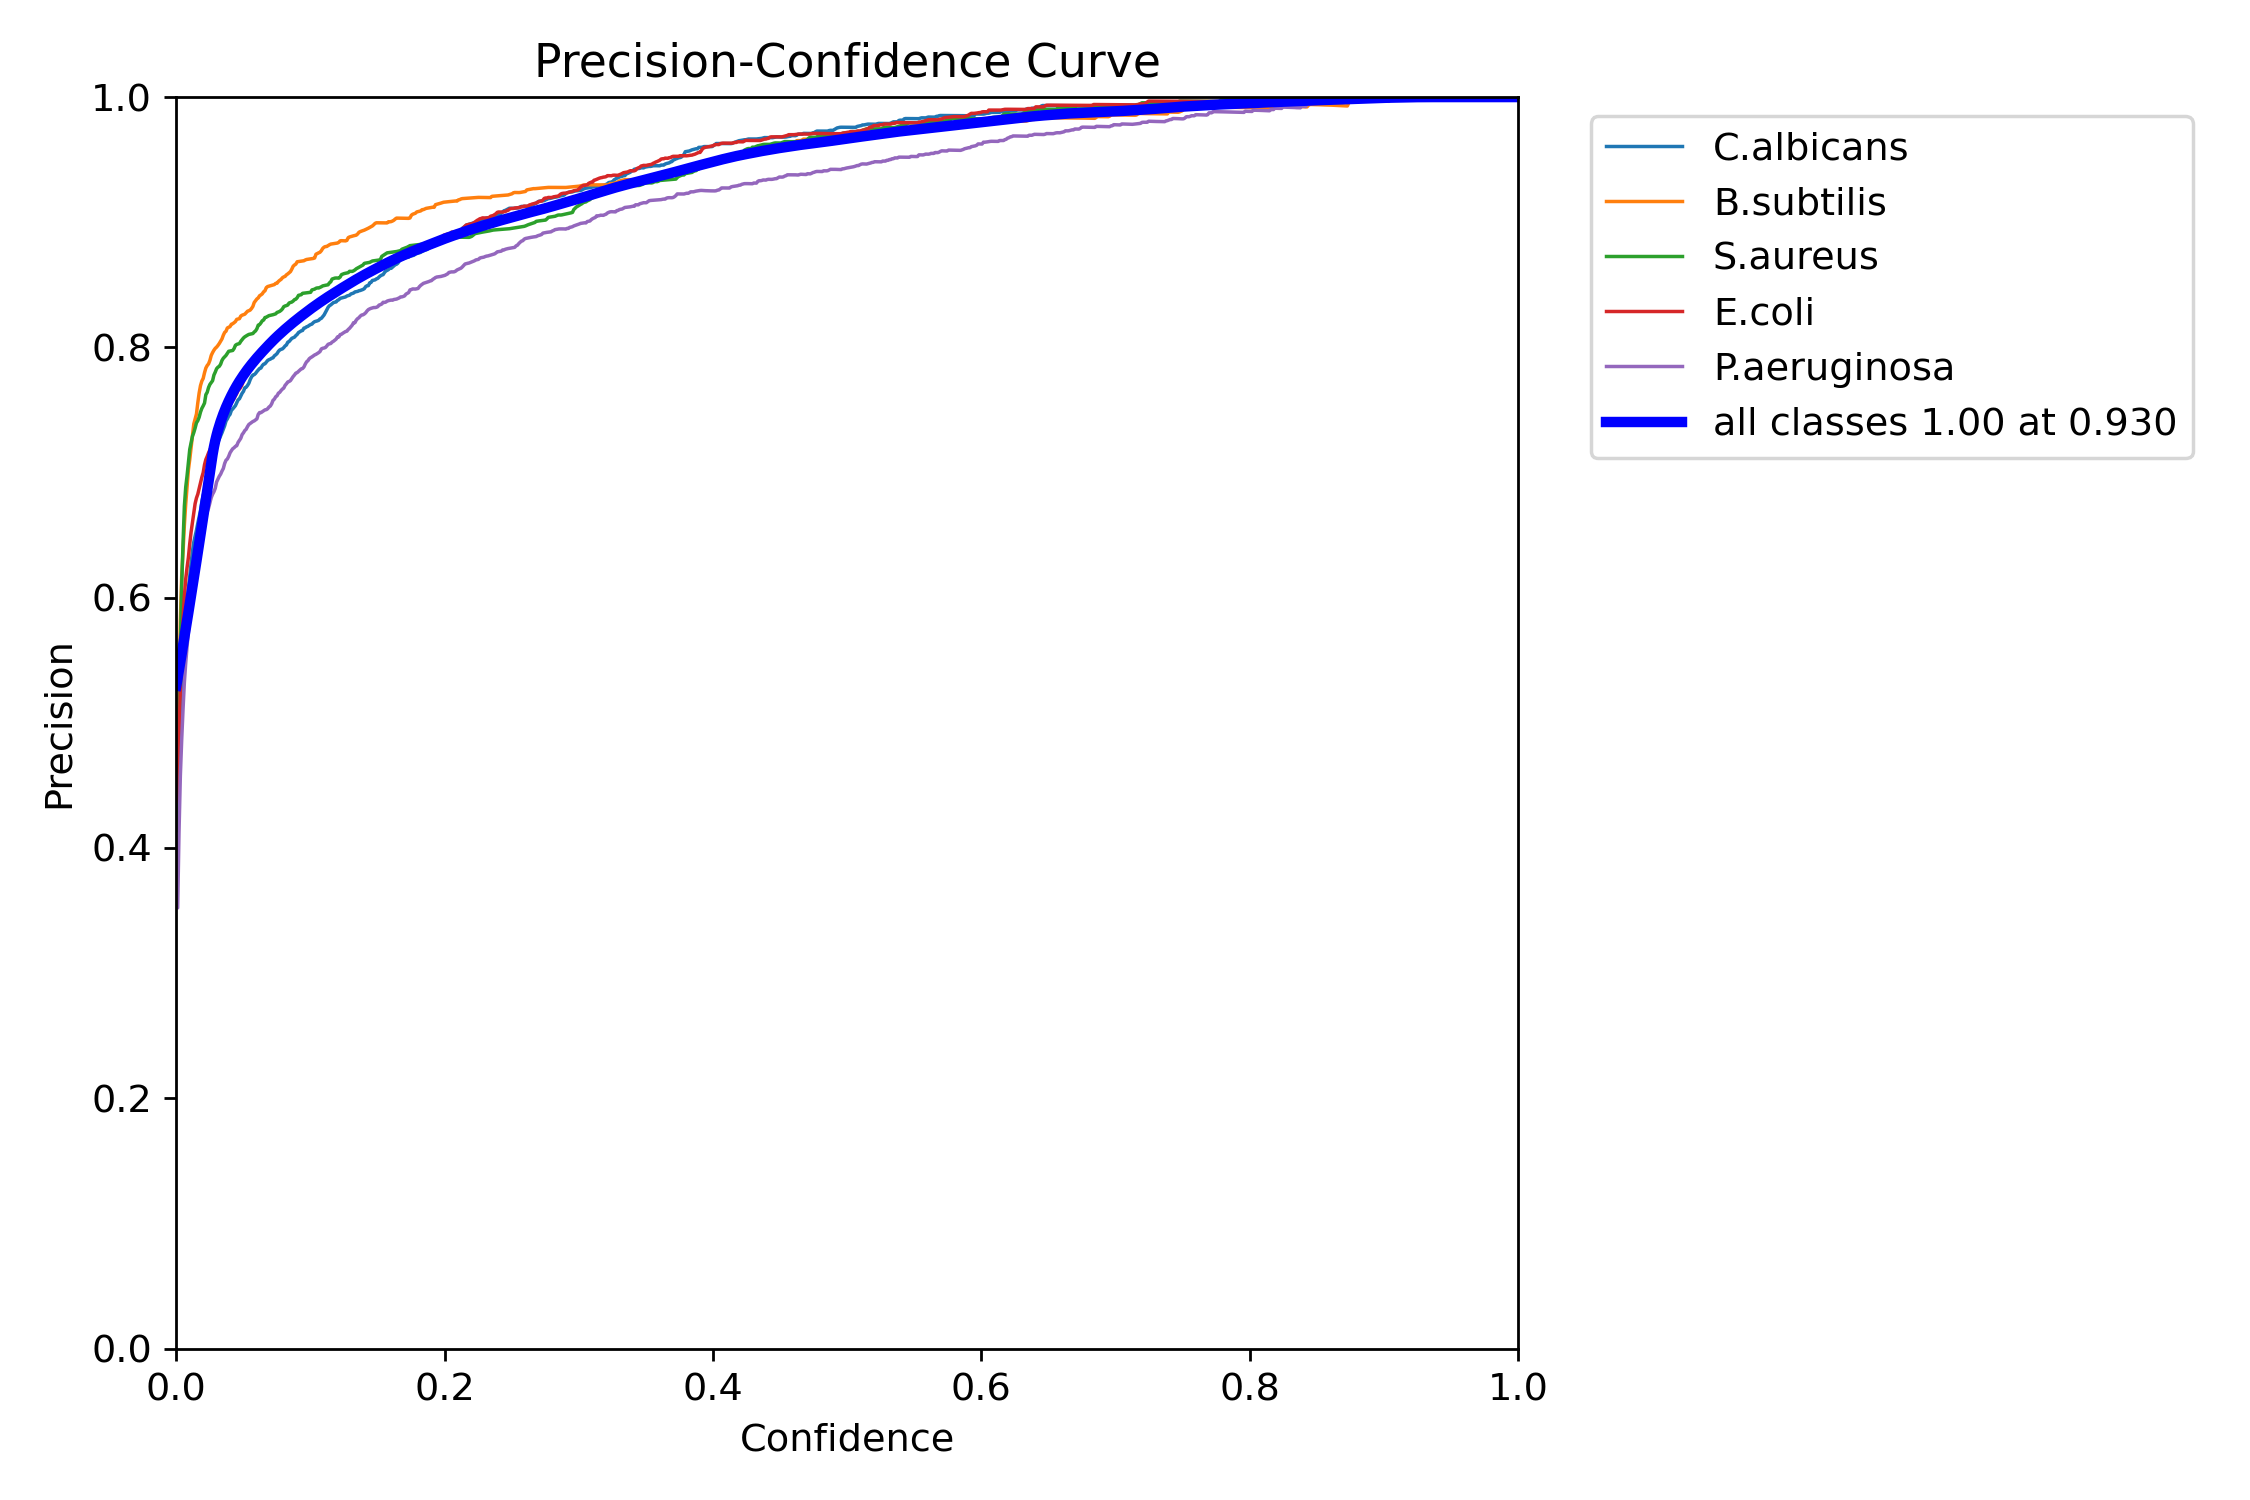 Precision-Confidence Curve
1.0
0.8
0.6
0.4
0.2
0.0
Precision
0.0 0.2 0.4 0.6 0.8 1.0
Confidence
C.albicans
B.subtilis
S.aureus
E.coli
P.aeruginosa
all classes 1.00 at 0.930